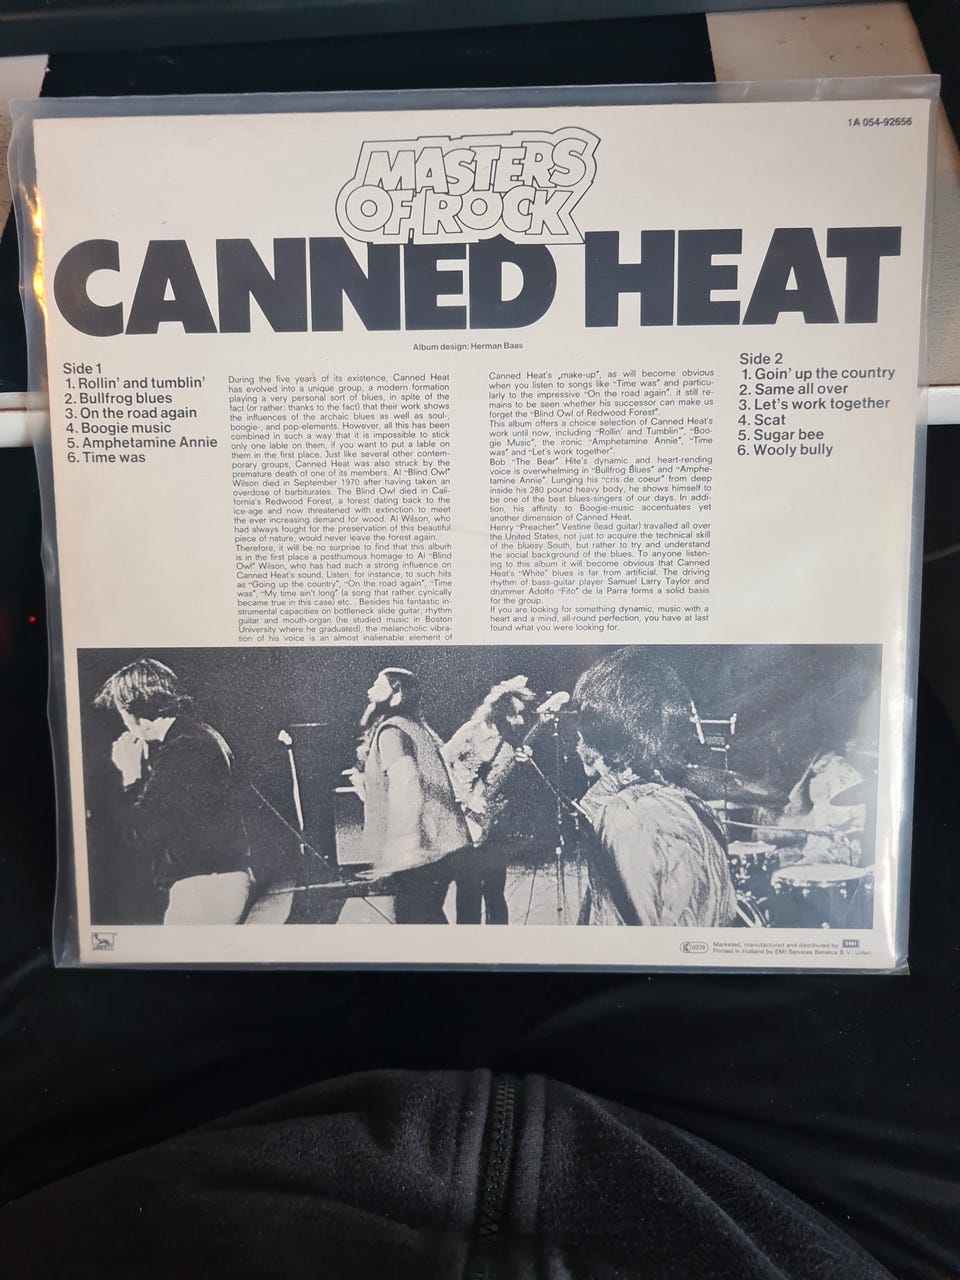 1A 054-92656
MASTERS
OF ROCK
CANNED HEAT
Album design: Herman Baas
Side 1
1. Rollin' and tumblin'
2. Bullfrog blues
3. On the road again
4. Boogie music
5. Amphetamine Annie
6. Time was
During the five years of its existence, Canned Heat
has evolved into a unique group, a modern formation
playing a very personal sort of blues, in spite of the
fact (or rather: thanks to the fact) that their work shows
the influences of the archaic blues as well as soul-,
boogie-, and pop-elements. However, all this has been
combined in such a way that it is impossible to stick
only one lable on them, if you want to put a lable on
them in the first place. Just like several other contem-
porary groups, Canned Heat was also struck by the
premature death of one of its members. Al "Blind Owl"
Wilson died in September 1970 after having taken an
overdose of barbiturates. The Blind Owl died in Cali-
fornia's Redwood Forest, a forest dating back to the
ice-age and now threatened with extinction to meet
the ever increasing demand for wood. Al Wilson, who
had always fought for the preservation of this beautiful
piece of nature, would never leave the forest again.
Therefore, it will be no surprise to find that this album
is in the first place a posthumous homage to Al "Blind
Owl" Wilson, who has had such a strong influence on
Canned Heat's sound. Listen, for instance, to such hits
as "Going up the country", "On the road again", "Time
was", "My time ain't long" (a song that rather cynically
became true in this case) etc. . Besides his fantastic in-
strumental capacities on bottleneck slide guitar, rhythm
guitar and mouth-organ (he studied music in Boston
University where he graduated), the melancholic vibra-
tion of his voice is an almost inalienable element of
Canned Heat's „make-up", as will become obvious
when you listen to songs like "Time was" and particu-
larly to the impressive "On the road again". it still re-
mains to be seen whether his successor can make us
forget the "Blind Owl of Redwood Forest".
This album offers a choice selection of Canned Heat's
work until now, including "Rollin' and Tumblin'", "Boo-
gie Music", the ironic "Amphetamine Annie", "Time
was" and "Let's work together".
Bob "The Bear" Hite's dynamic and heart-rending
voice is overwhelming in "Bullfrog Blues" and "Amphe-
tamine Annie". Lunging his "cris de coeur" from deep
inside his 280 pound heavy body, he shows himself to
be one of the best blues-singers of our days. In addi-
tion, his affinity to Boogie-music accentuates yet
another dimension of Canned Heat.
Henry "Preacher" Vestine (lead guitar) travalled all over
the United States, not just to acquire the technical skill
of the bluesy South, but rather to try and understand
the social background of the blues. To anyone listen-
ing to this album it will become obvious that Canned
Heat's "White" blues is far from artificial. The driving
rhythm of bass-guitar player Samuel Larry Taylor and
drummer Adolfo "Fito" de la Parra forms a solid basis
for the group.
If you are looking for something dynamic, music with a
heart and a mind, all-round perfection, you have at last
found what you were looking for.
Side 2
1. Goin' up the country
2. Same all over
3. Let's work together
4. Scat
5. Sugar bee
6. Wooly bully
LIBERTY
0379
Marketed, manufactured and distributed by EMI
Printed in Holland by EMI Services Benelux B.V., Uden.